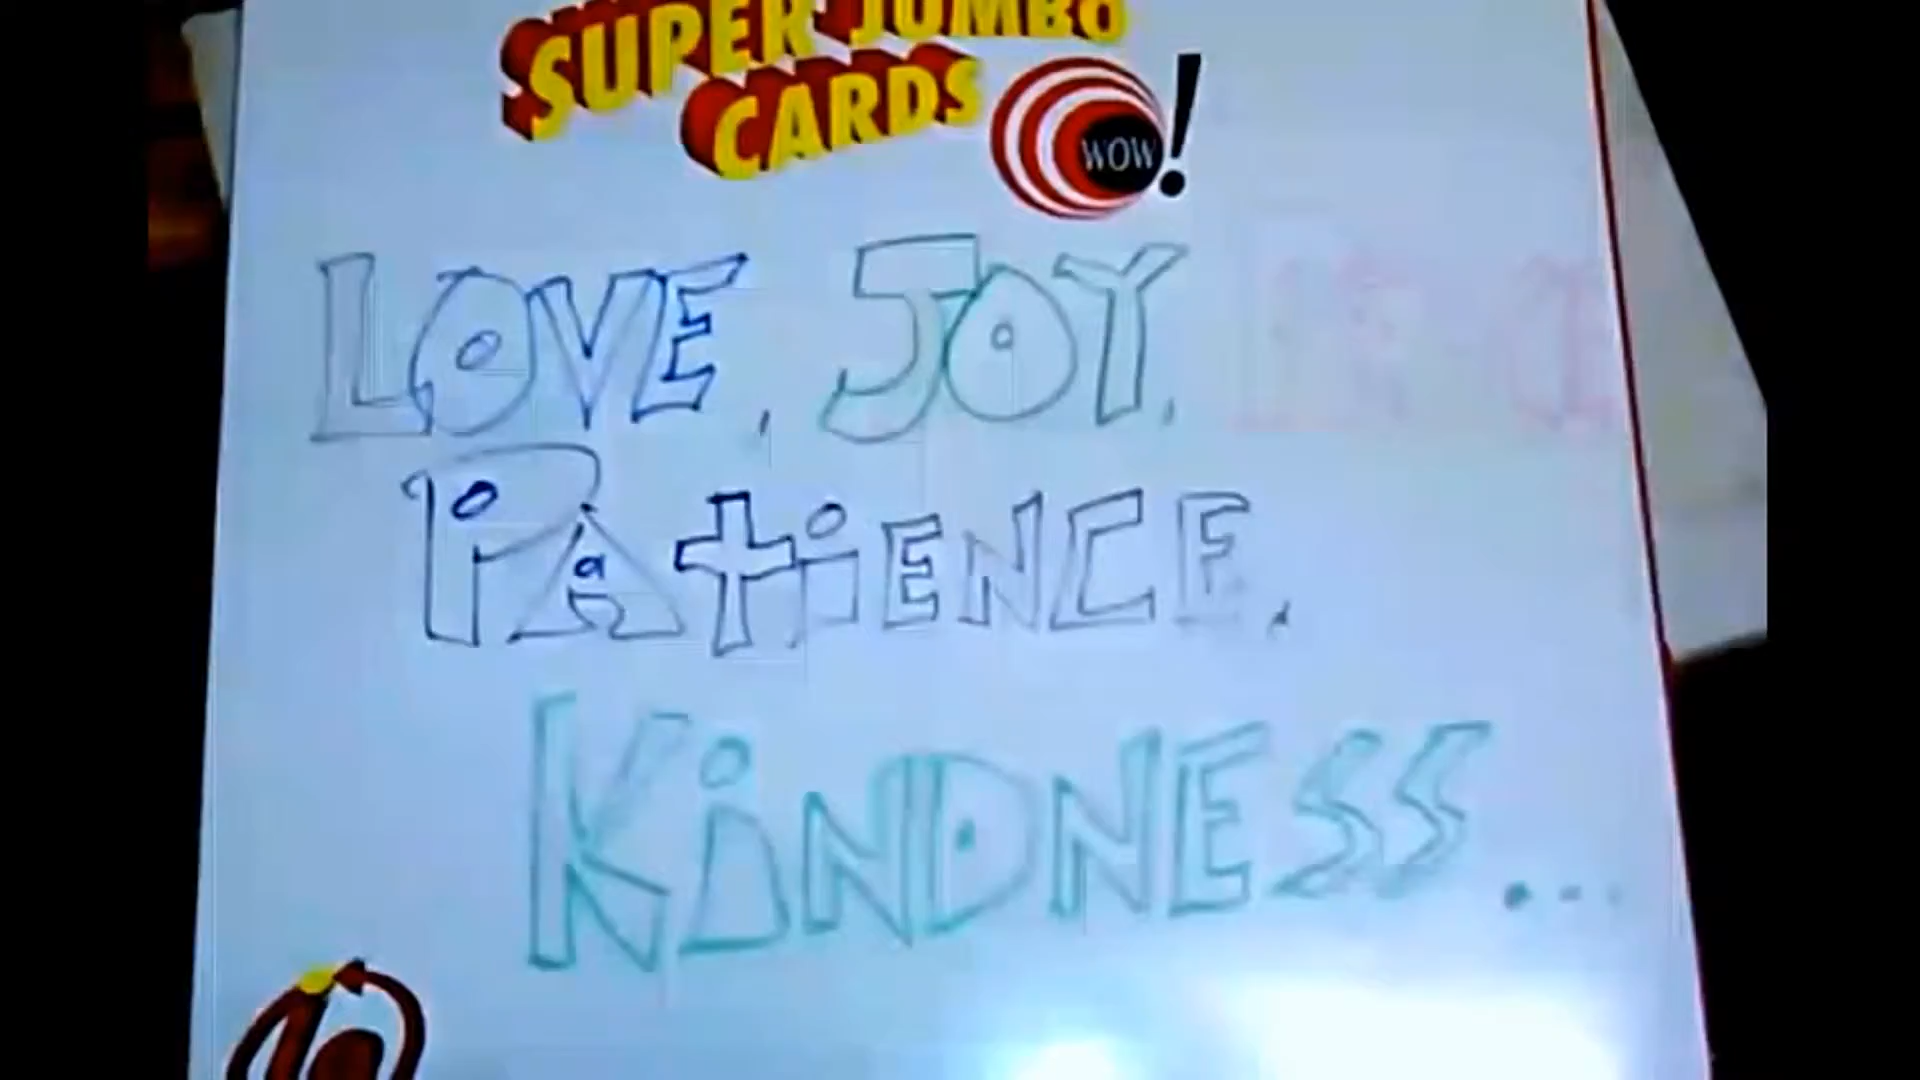 SUPER JUMBO
CARDS WOW!
LOVE, JOY,
PATiENCE,
KiNDNESS...